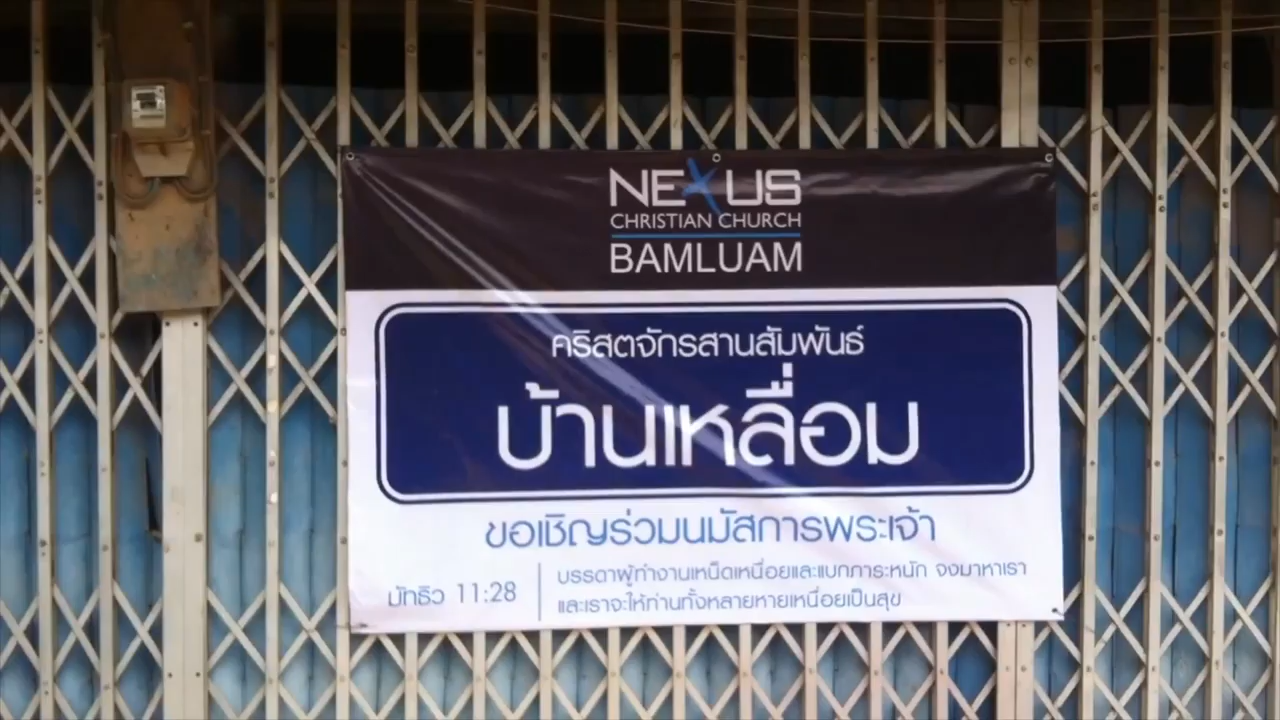 NEXUS
CHRISTIAN CHURCH
BAMLUAM
คริสตจักรสานสัมพันธ์
บ้านเหลื่อม
ขอเชิญร่วมนมัสการพระเจ้า
มัทธิว 11:28
บรรดาผู้ทำงานเหน็ดเหนื่อยและแบกภาระหนัก จงมาหาเรา
และเราจะให้ท่านทั้งหลายหายเหนื่อยเป็นสุข